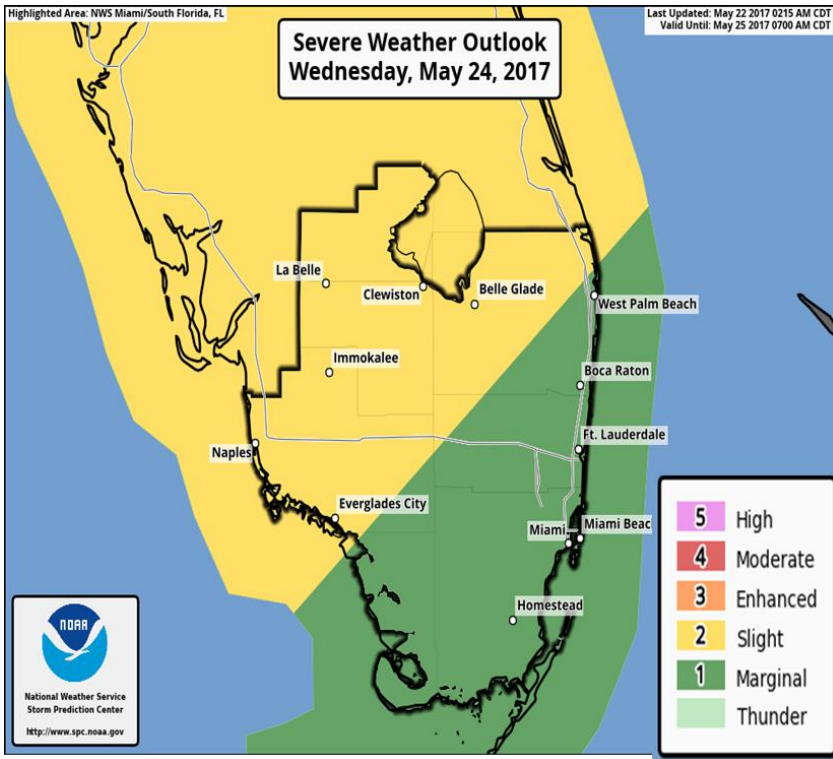 Highlighted Area: NWS Miami/South Florida, FL
Last Updated: May 22 2017 0215 AM CDT
Valid Until: May 25 2017 0700 AM CDT
Severe Weather Outlook
Wednesday, May 24, 2017
La Belle
Clewiston
Belle Glade
West Palm Beach
Immokalee
Boca Raton
Naples
Ft. Lauderdale
Everglades City
Miami
Miami Beac
Homestead
5 High
4 Moderate
3 Enhanced
2 Slight
1 Marginal
Thunder
NOAA
National Weather Service
Storm Prediction Center
http://www.spc.noaa.gov